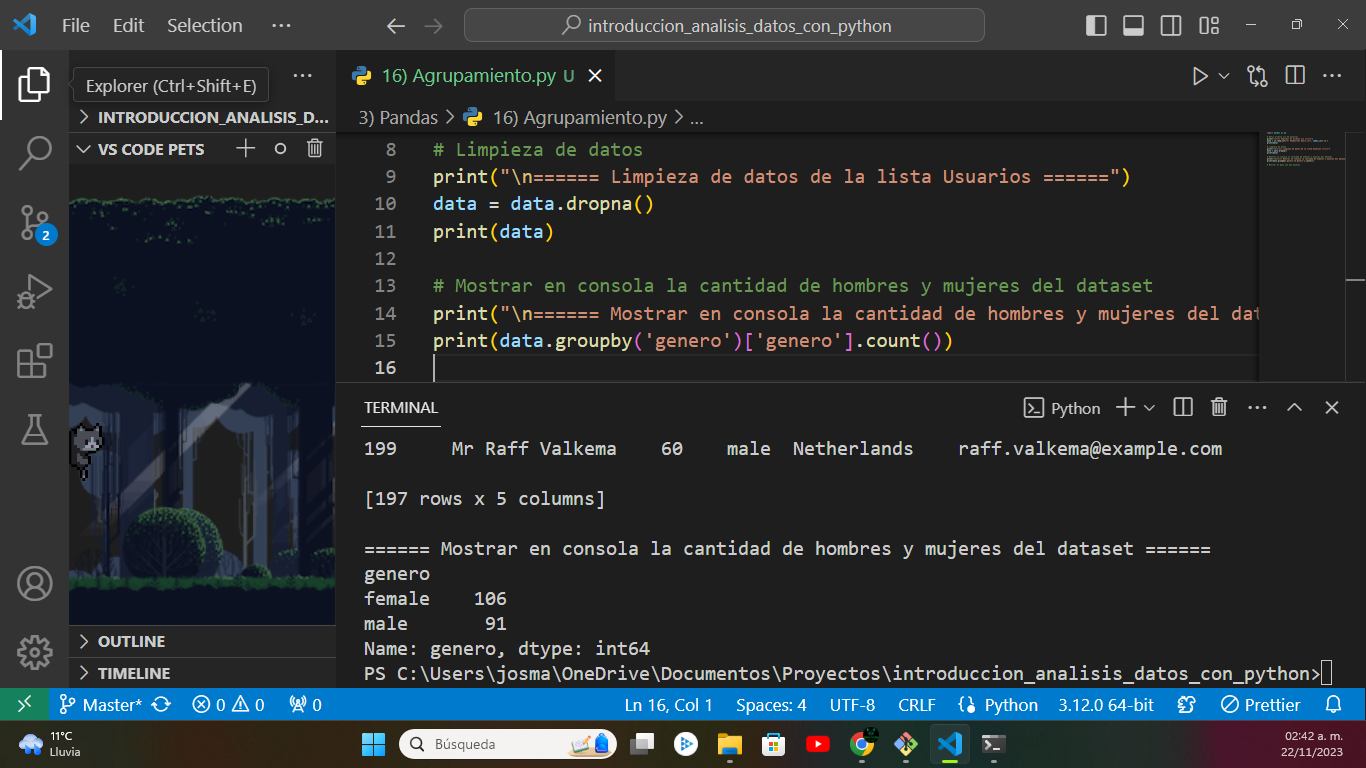 File Edit Selection ···
introduccion_analisis_datos_con_python
Explorer (Ctrl+Shift+E)
···
16) Agrupamiento.py U
INTRODUCCION_ANALISIS_D...
3) Pandas > 16) Agrupamiento.py > ...
VS CODE PETS
8 # Limpieza de datos
9 print("\n====== Limpieza de datos de la lista Usuarios ======")
10 data = data.dropna()
11 print(data)
12
13 # Mostrar en consola la cantidad de hombres y mujeres del dataset
14 print("\n====== Mostrar en consola la cantidad de hombres y mujeres del dat
15 print(data.groupby('genero')['genero'].count())
16
2
TERMINAL
Python
199 Mr Raff Valkema 60 male Netherlands raff.valkema@example.com
[197 rows x 5 columns]
====== Mostrar en consola la cantidad de hombres y mujeres del dataset ======
genero
female 106
male 91
Name: genero, dtype: int64
PS C:\Users\josma\OneDrive\Documentos\Proyectos\introduccion_analisis_datos_con_python>
OUTLINE
TIMELINE
Master* 0 0 0 Ln 16, Col 1 Spaces: 4 UTF-8 CRLF Python 3.12.0 64-bit Prettier
11°C
Lluvia
Búsqueda
02:42 a. m.
22/11/2023